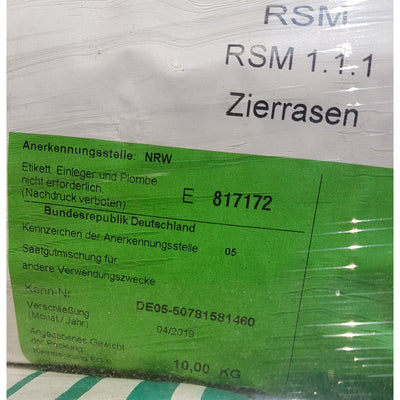 RSM
RSM 1.1.1
Zierrasen
Anerkennungsstelle: NRW
Etikett, Einleger und Plombe
nicht erforderlich
(Nachdruck verboten)
E 817172
Bundesrepublik Deutschland
Kennzeichen der Anerkennungsstelle 05
Saatgutmischung für
andere Verwendungszwecke
Kenn-Nr.
DE05-50781581460
Verschließung
(Monat / Jahr)
04/2019
Angegebenes Gewicht
der Packung:
10,00 KG